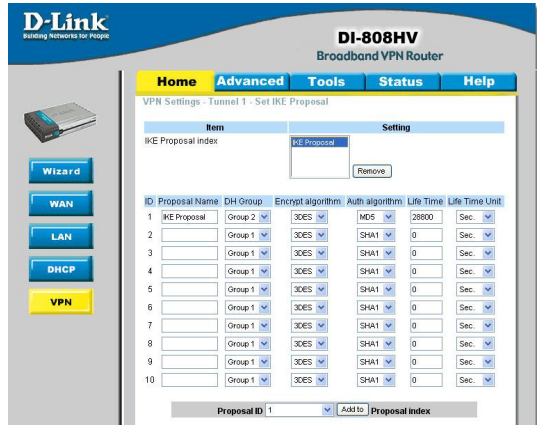 D-Link
Building Networks for People
DI-808HV
Broadband VPN Router
Home Advanced Tools Status Help
VPN Settings - Tunnel 1 - Set IKE Proposal
Item Setting
IKE Proposal index IKE Proposal
Remove
Wizard
WAN
LAN
DHCP
VPN
ID Proposal Name DH Group Encrypt algorithm Auth algorithm Life Time Life Time Unit
1 IKE Proposal Group 2 3DES MD5 28800 Sec.
2 Group 1 3DES SHA1 0 Sec.
3 Group 1 3DES SHA1 0 Sec.
4 Group 1 3DES SHA1 0 Sec.
5 Group 1 3DES SHA1 0 Sec.
6 Group 1 3DES SHA1 0 Sec.
7 Group 1 3DES SHA1 0 Sec.
8 Group 1 3DES SHA1 0 Sec.
9 Group 1 3DES SHA1 0 Sec.
10 Group 1 3DES SHA1 0 Sec.
Proposal ID 1 Add to Proposal index